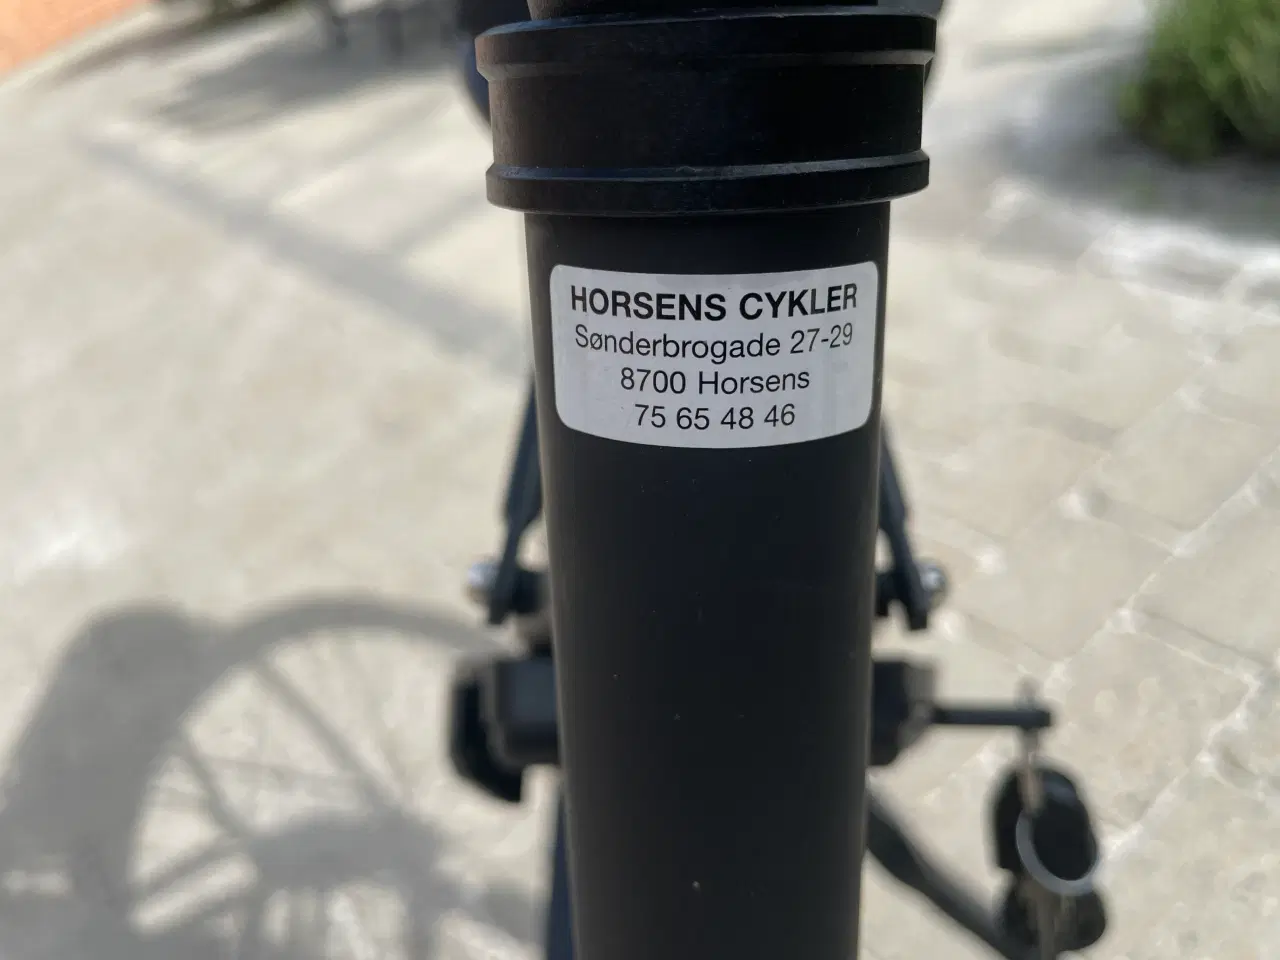 HORSENS CYKLER
Sønderbrogade 27-29
8700 Horsens
75 65 48 46